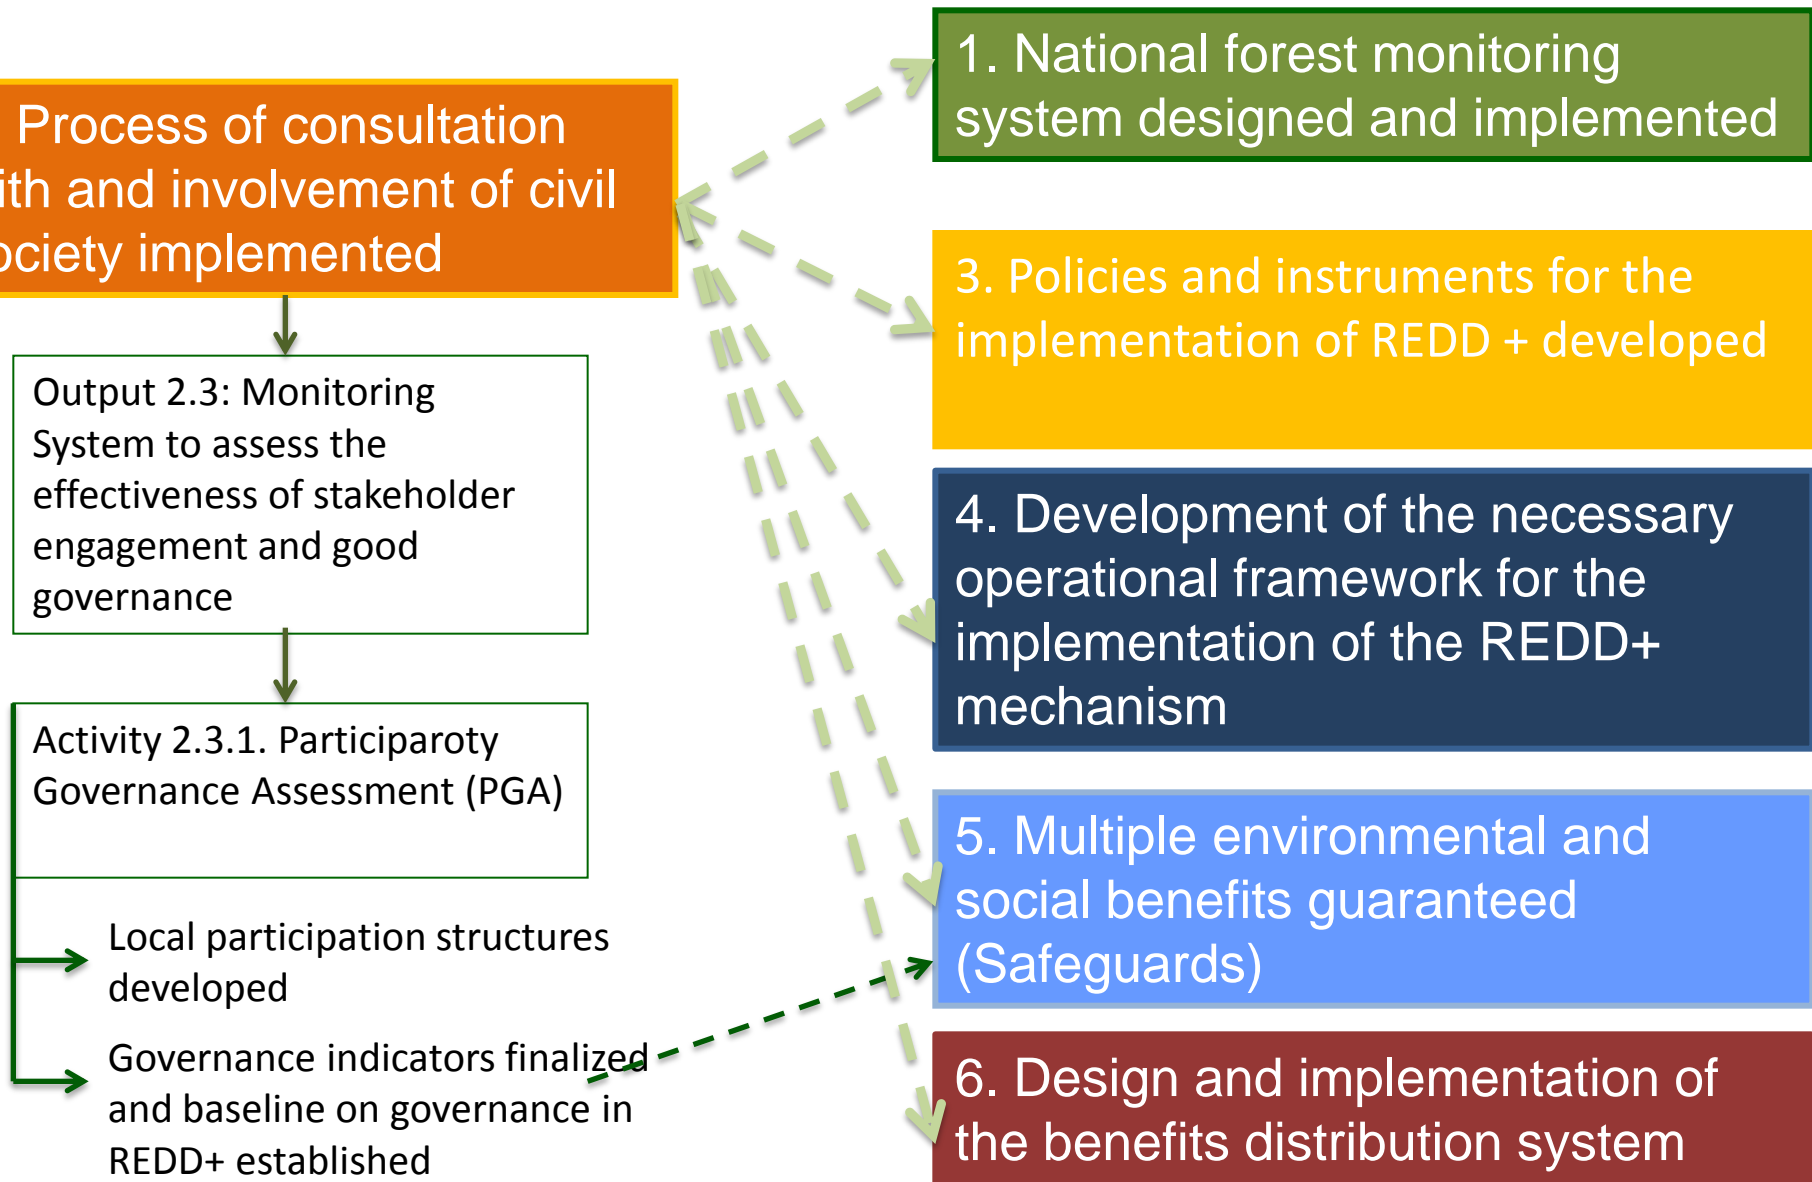 Process of consultation
ith and involvement of civil
ociety implemented
Output 2.3: Monitoring
System to assess the
effectiveness of stakeholder
engagement and good
governance
Activity 2.3.1. Participaroty
Governance Assessment (PGA)
Local participation structures
developed
Governance indicators finalized
and baseline on governance in
REDD+ established
1. National forest monitoring
system designed and implemented
3. Policies and instruments for the
implementation of REDD + developed
4. Development of the necessary
operational framework for the
implementation of the REDD+
mechanism
5. Multiple environmental and
social benefits guaranteed
(Safeguards)
6. Design and implementation of
the benefits distribution system